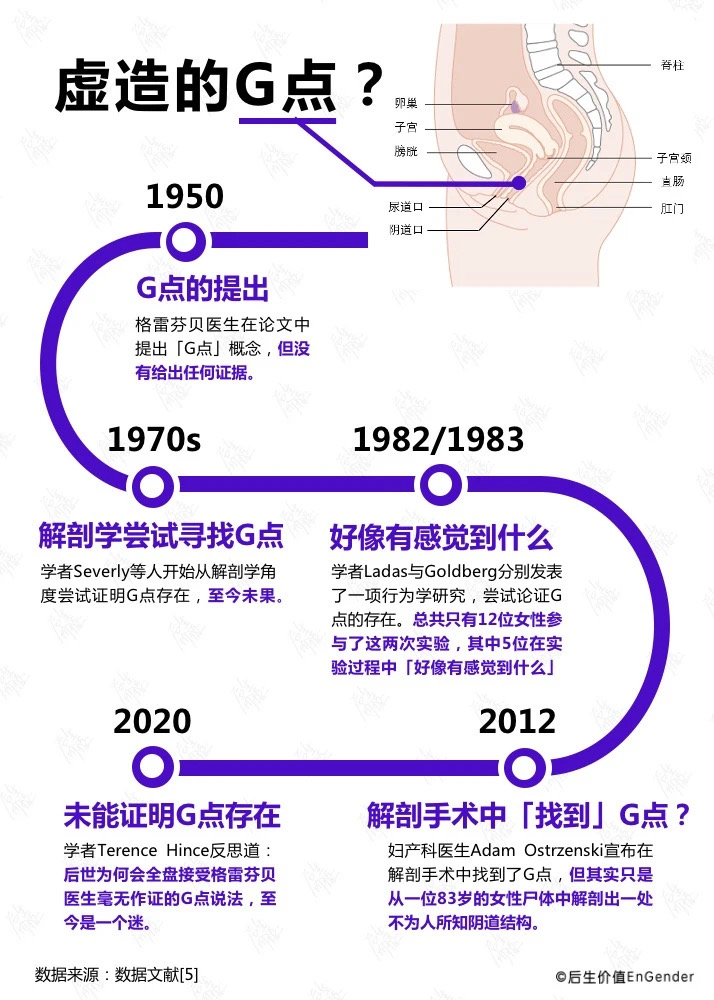 虚造的G点？
脊柱
卵巢
子宫
膀胱
子宫颈
直肠
肛门
尿道口
阴道口
1950
G点的提出
格雷芬贝医生在论文中
提出「G点」概念，但没
有给出任何证据。
1970s
解剖学尝试寻找G点
学者Severly等人开始从解剖学角
度尝试证明G点存在，至今未果。
1982/1983
好像有感觉到什么
学者Ladas与Goldberg分别发表
了一项行为学研究，尝试论证G
点的存在。总共只有12位女性参
与了这两次实验，其中5位在实
验过程中「好像有感觉到什么」
2020
未能证明G点存在
学者Terence Hince反思道：
后世为何会全盘接受格雷芬贝
医生毫无作证的G点说法，至
今是一个迷。
2012
解剖手术中「找到」G点？
妇产科医生Adam Ostrzenski宣布在
解剖手术中找到了G点，但其实只是
从一位83岁的女性尸体中解剖出一处
不为人所知阴道结构。
数据来源：数据文献[5]
©后生价值EnGender